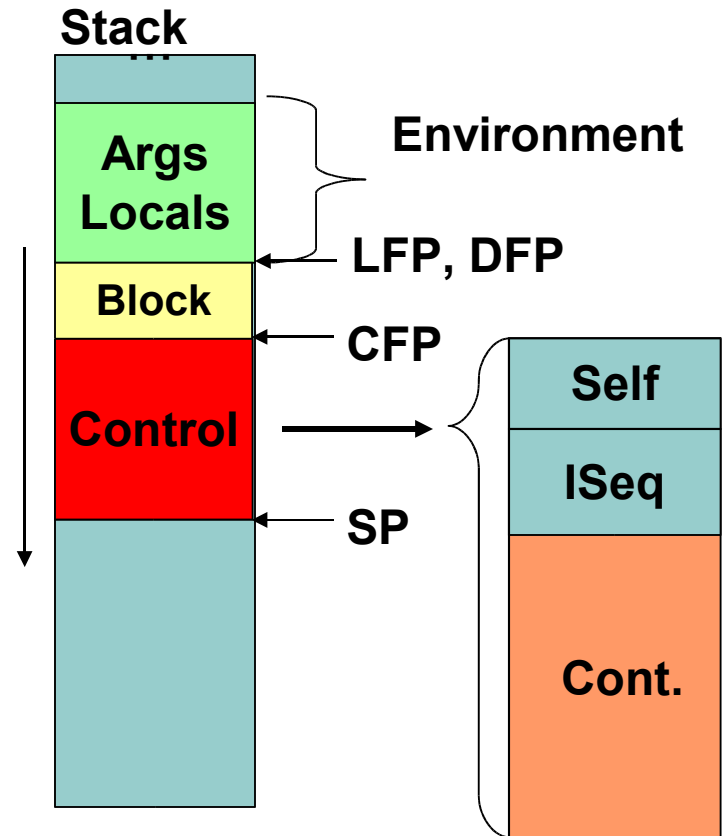 Stack
...
Args
Locals
Environment
LFP, DFP
Block
CFP
Control
SP
Self
ISeq
Cont.